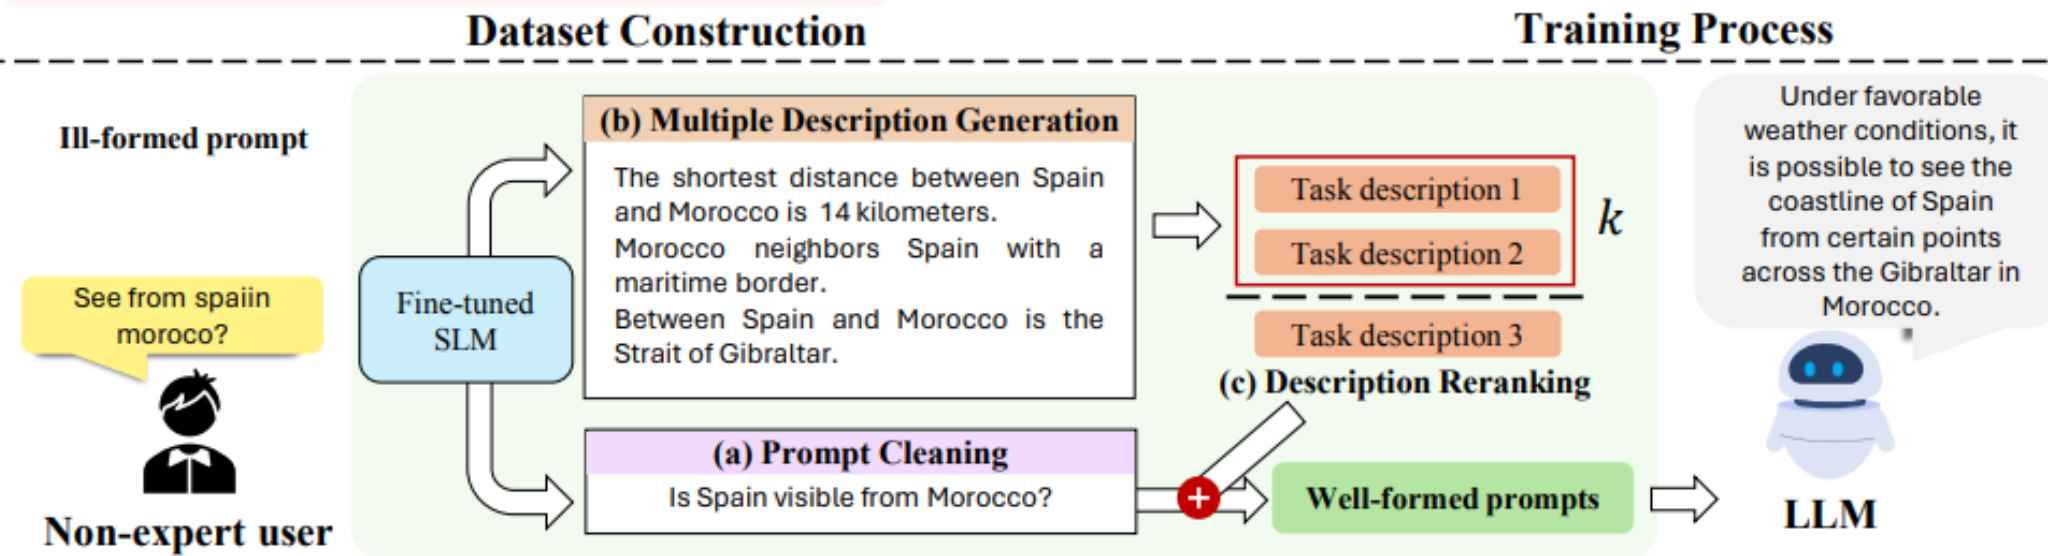 Dataset Construction
Training Process
Ill-formed prompt
See from spaiin
moroco?
Non-expert user
Fine-tuned
SLM
(b) Multiple Description Generation
The shortest distance between Spain
and Morocco is 14 kilometers.
Morocco neighbors Spain with a
maritime border.
Between Spain and Morocco is the
Strait of Gibraltar.
(a) Prompt Cleaning
Is Spain visible from Morocco?
Task description 1
Task description 2
k
Task description 3
(c) Description Reranking
+
Well-formed prompts
Under favorable
weather conditions, it
is possible to see the
coastline of Spain
from certain points
across the Gibraltar in
Morocco.
LLM